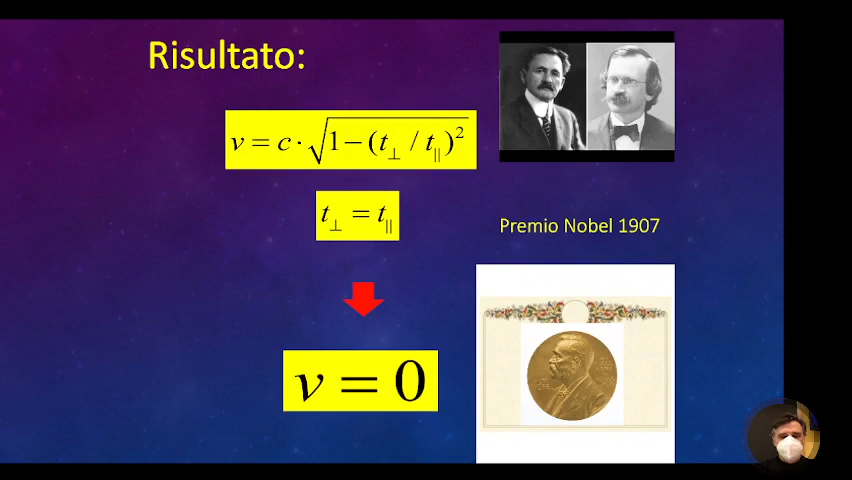 Risultato:
v = c · √1 − (t⊥ / t||)²
t⊥ = t||
Premio Nobel 1907
v = 0